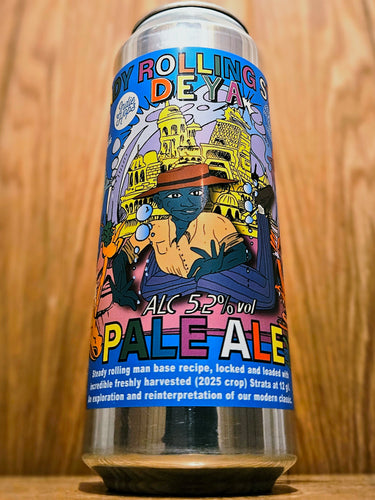 DY ROLLING S
DEYA
ALC 5.2% vol
PALE ALE
Steady rolling man base recipe, locked and loaded with
incredible freshly harvested (2025 crop) Strata at 12 g/
exploration and reinterpretation of our modern classic.